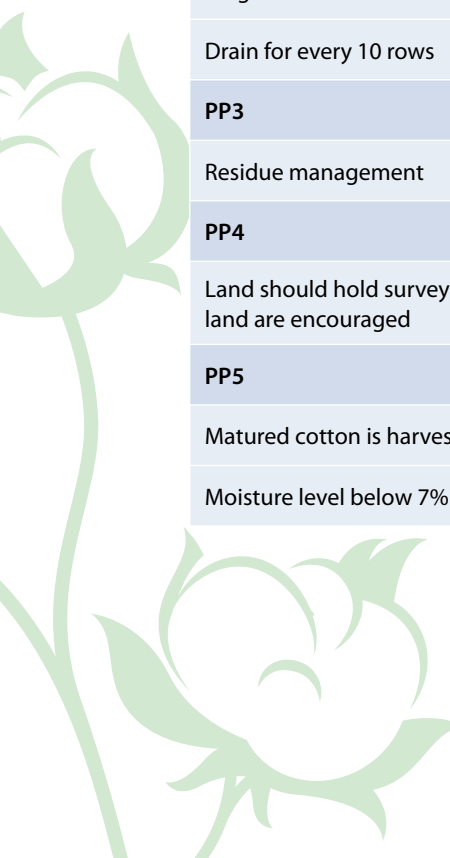 Drain for every 10 rows
PP3
Residue management
PP4
Land should hold survey
land are encouraged
PP5
Matured cotton is harves
Moisture level below 7%